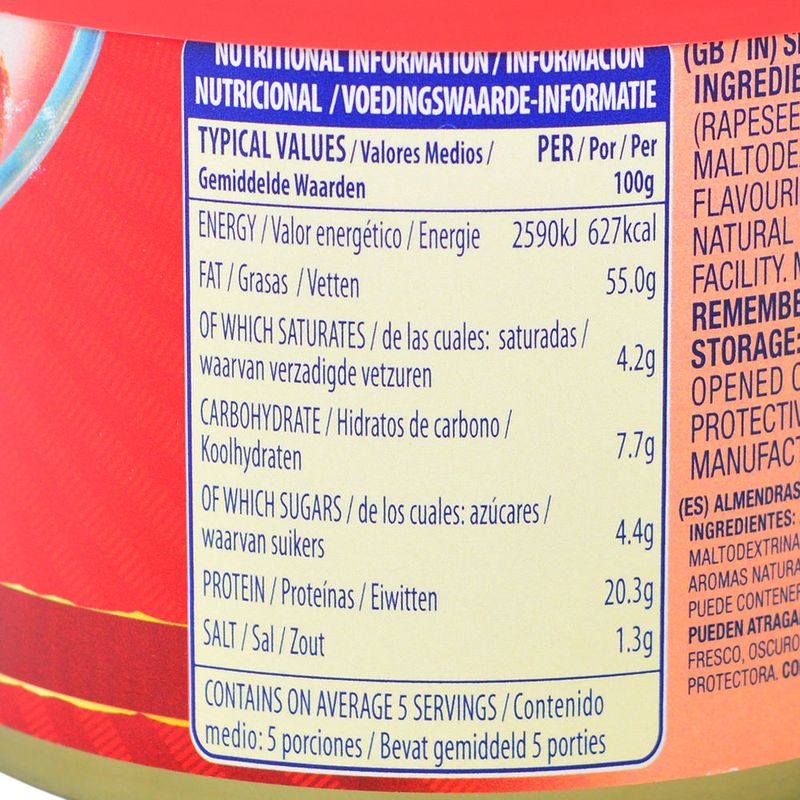 NUTRITIONAL INFORMATION / INFORMACIÓN
NUTRICIONAL / VOEDINGSWAARDE-INFORMATIE
TYPICAL VALUES / Valores Medios / PER / Por / Per
Gemiddelde Waarden 100g
ENERGY / Valor energético / Energie 2590kJ 627kcal
FAT / Grasas / Vetten 55.0g
OF WHICH SATURATES / de las cuales: saturadas /
waarvan verzadigde vetzuren 4.2g
CARBOHYDRATE / Hidratos de carbono /
Koolhydraten 7.7g
OF WHICH SUGARS / de los cuales: azúcares /
waarvan suikers 4.4g
PROTEIN / Proteínas / Eiwitten 20.3g
SALT / Sal / Zout 1.3g
CONTAINS ON AVERAGE 5 SERVINGS / Contenido
medio: 5 porciones / Bevat gemiddeld 5 porties
(GB / IN)
INGREDIE
(RAPESEE
MALTODE
FLAVOURI
NATURAL
FACILITY.
REMEMBE
STORAGE:
OPENED
PROTECTIV
MANUFACT
(ES) ALMENDRAS
INGREDIENTES:
MALTODEXTRINA
AROMAS NATURA
PUEDE CONTENER
PUEDEN ATRAGA
FRESCO, OSCURO
PROTECTORA. CO